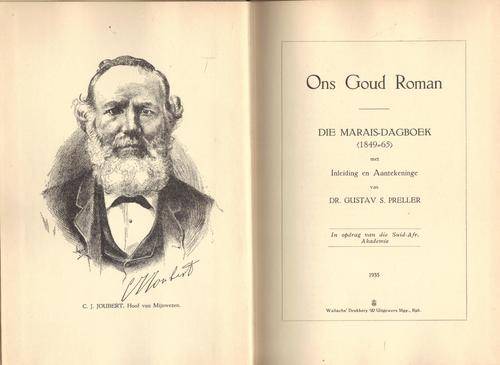 C J Joubert
C. J. JOUBERT, Hoof van Mijnwezen.
Ons Goud Roman
DIE MARAIS-DAGBOEK
(1849-65)
met
Inleiding en Aantekeninge
van
DR. GUSTAV S. PRELLER
In opdrag van die Suid-Afr.
Akademie
1935
Wallachs' Drukkery en Uitgewers Mpy., Bpk.